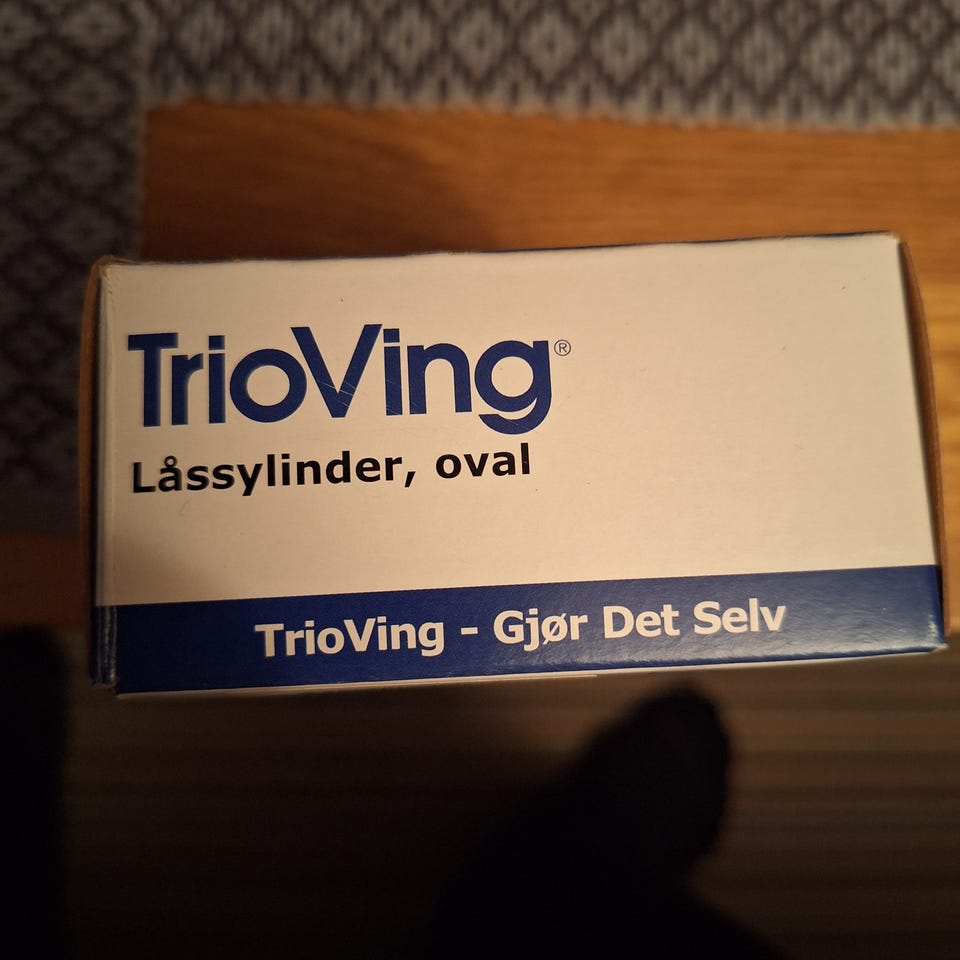 TrioVing®
Låssylinder, oval
TrioVing - Gjør Det Selv